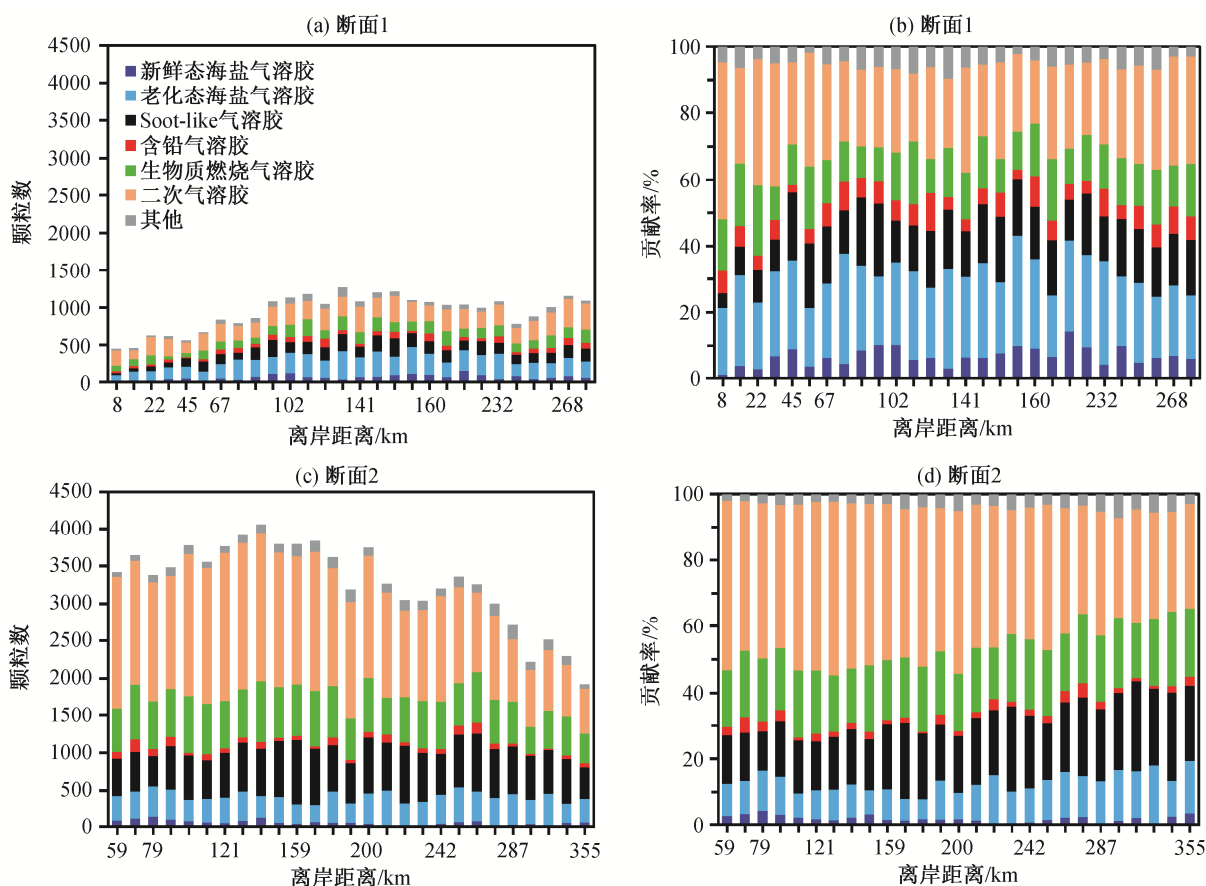 (a) 断面1
4500
4000
3500
3000
2500
2000
1500
1000
500
0
颗粒数
新鲜态海盐气溶胶
老化态海盐气溶胶
Soot-like气溶胶
含铅气溶胶
生物质燃烧气溶胶
二次气溶胶
其他
8 22 45 67 102 141 160 232 268
离岸距离/km
(b) 断面1
100
80
60
40
20
0
贡献率/%
8 22 45 67 102 141 160 232 268
离岸距离/km
(c) 断面2
4500
4000
3500
3000
2500
2000
1500
1000
500
0
颗粒数
59 79 121 159 200 242 287 355
离岸距离/km
(d) 断面2
100
80
60
40
20
0
贡献率/%
59 79 121 159 200 242 287 355
离岸距离/km